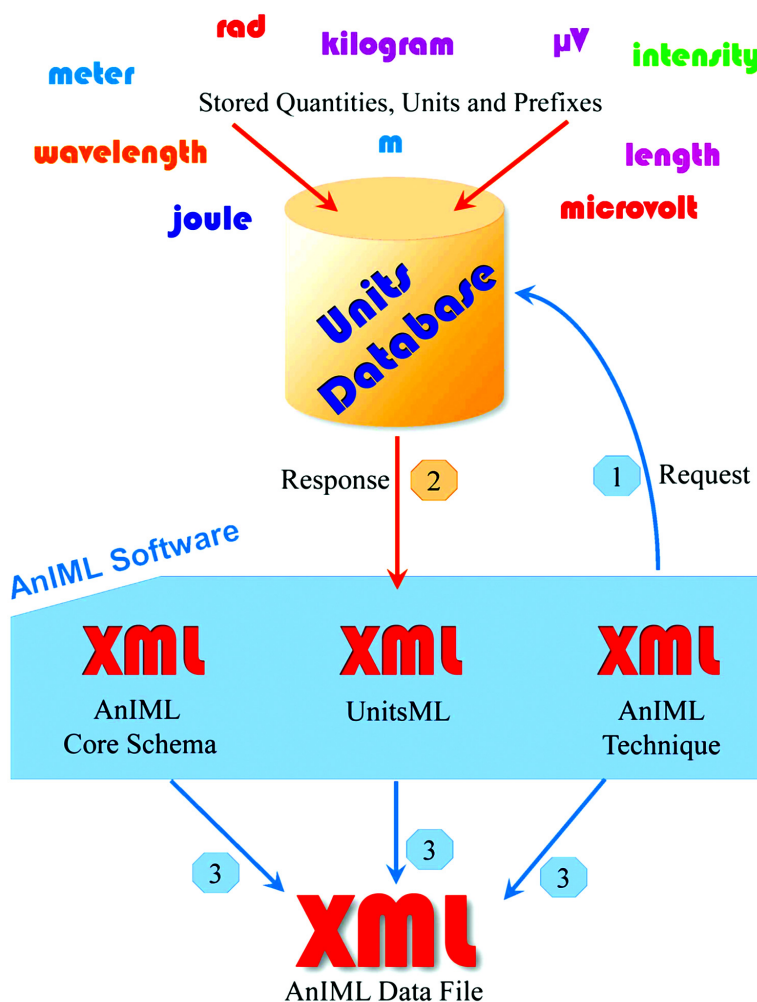 rad
kilogram
µV
intensity
meter
Stored Quantities, Units and Prefixes
wavelength
m
length
joule
microvolt
Units
Database
Response
2
1
Request
AnIML Software
XML
AnIML
Core Schema
XML
UnitsML
XML
AnIML
Technique
3
3
3
XML
AnIML Data File